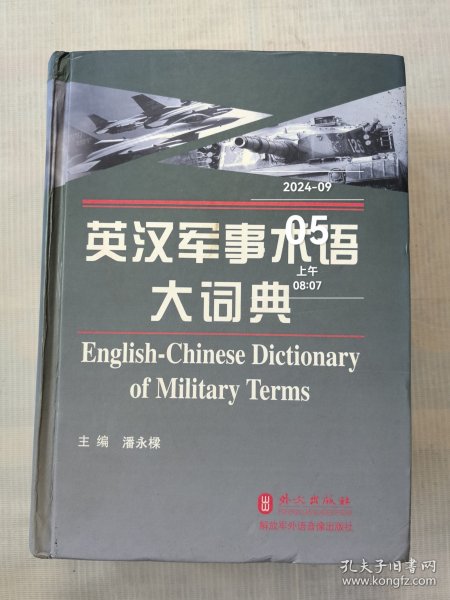 125
2024-09
05
上午
08:07
英汉军事术语
大词典
English-Chinese Dictionary
of Military Terms
主编 潘永樑
外文出版社
解放军外语音像出版社
孔夫子旧书网
www.kongfz.com